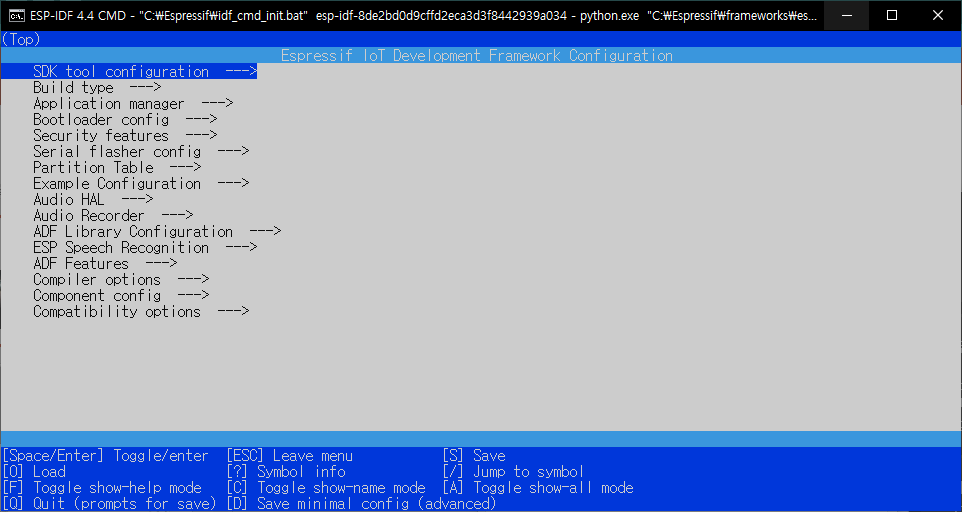 ESP-IDF 4.4 CMD - "C:₩Espressif₩idf_cmd_init.bat"  esp-idf-8de2bd0d9cffd2eca3d3f8442939a034 - python.exe  "C:₩Espressif₩frameworks₩es...
(Top)
Espressif IoT Development Framework Configuration
SDK tool configuration  --->
Build type  --->
Application manager  --->
Bootloader config  --->
Security features  --->
Serial flasher config  --->
Partition Table  --->
Example Configuration  --->
Audio HAL  --->
Audio Recorder  --->
ADF Library Configuration  --->
ESP Speech Recognition  --->
ADF Features  --->
Compiler options  --->
Component config  --->
Compatibility options  --->
[Space/Enter] Toggle/enter  [ESC] Leave menu  [S] Save
[O] Load  [?] Symbol info  [/] Jump to symbol
[F] Toggle show-help mode  [C] Toggle show-name mode  [A] Toggle show-all mode
[Q] Quit (prompts for save) [D] Save minimal config (advanced)